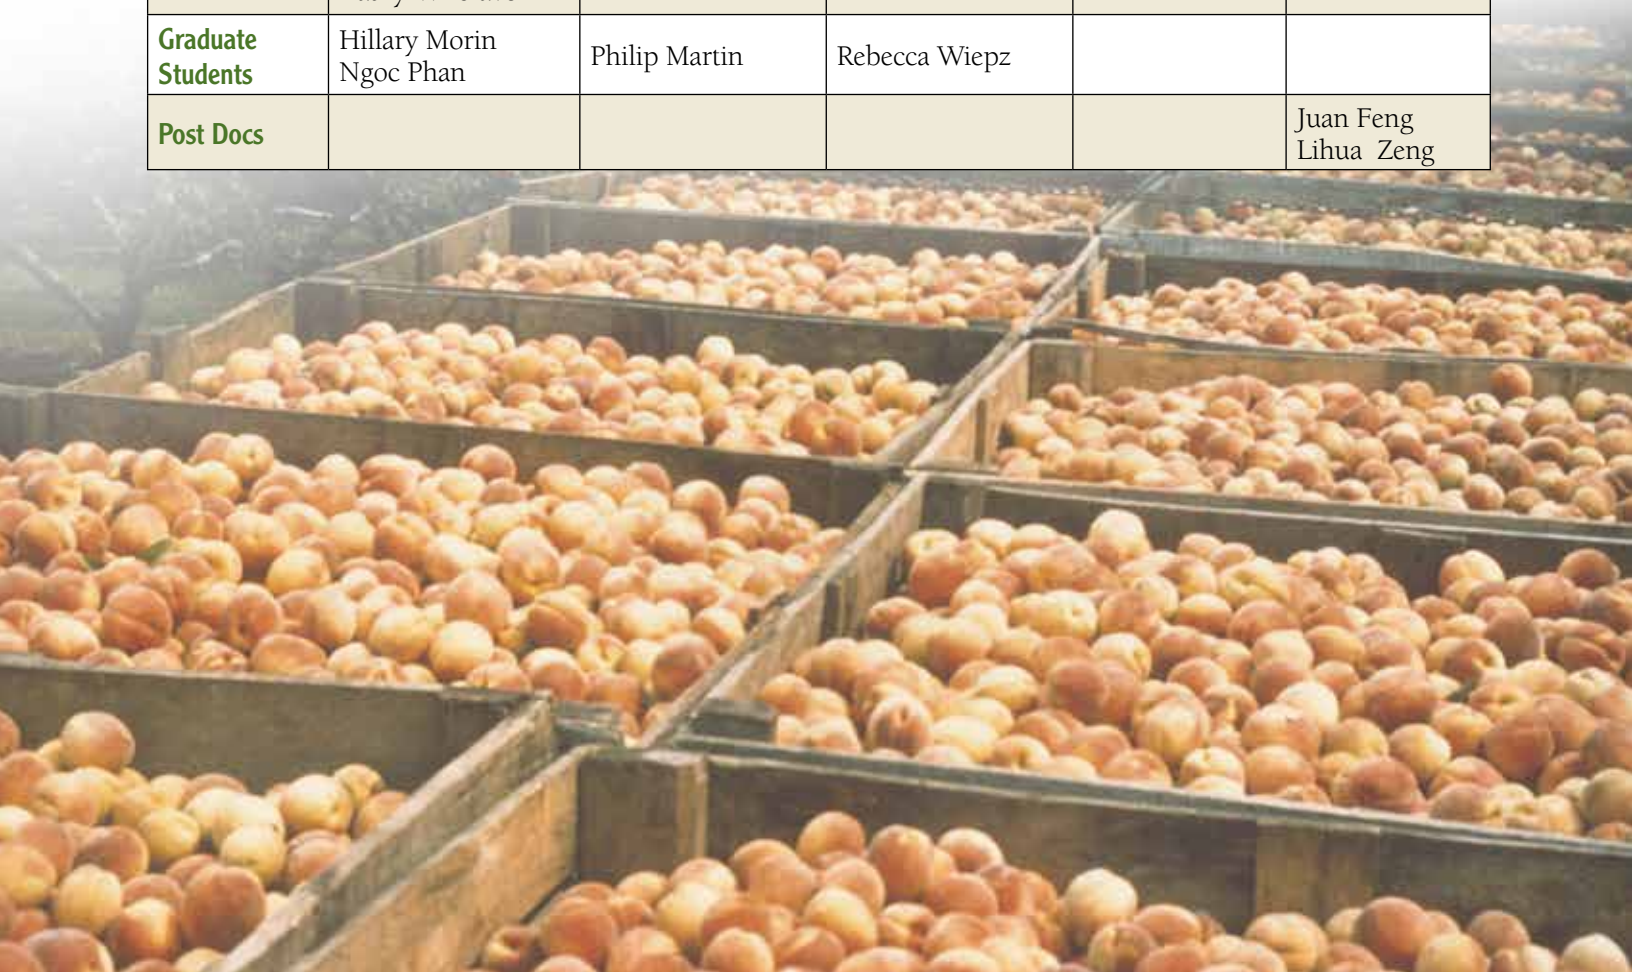 Graduate
Students
Hillary Morin
Ngoc Phan
Philip Martin
Rebecca Wiepz
Post Docs
Juan Feng
Lihua Zeng